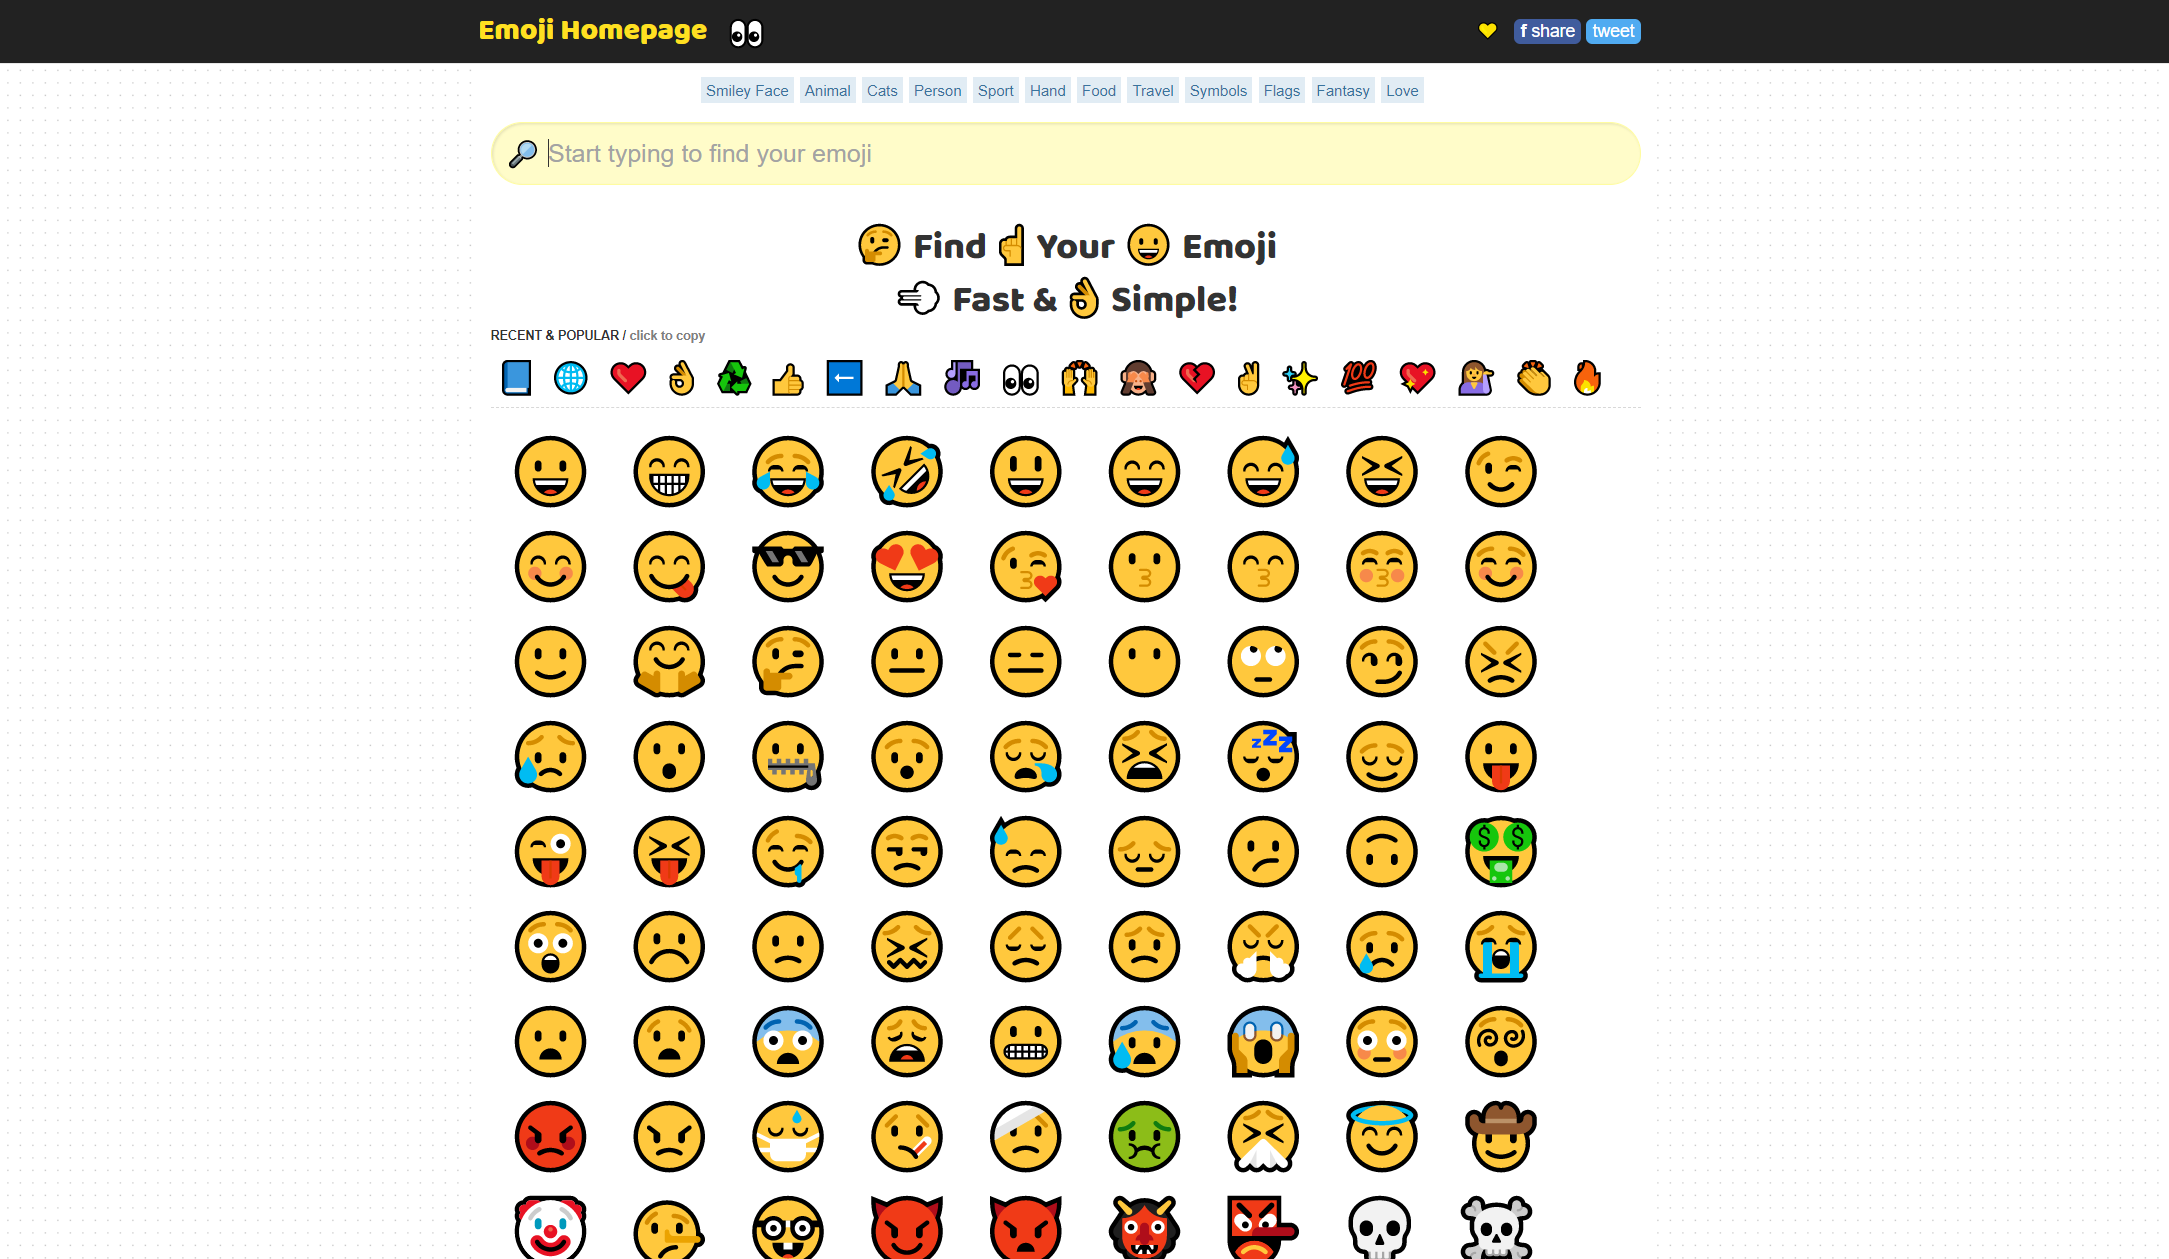 Emoji Homepage
f share tweet
Smiley Face Animal Cats Person Sport Hand Food Travel Symbols Flags Fantasy Love
Start typing to find your emoji
Find Your Emoji
Fast & Simple!
RECENT & POPULAR / click to copy
100
zzz
$ $